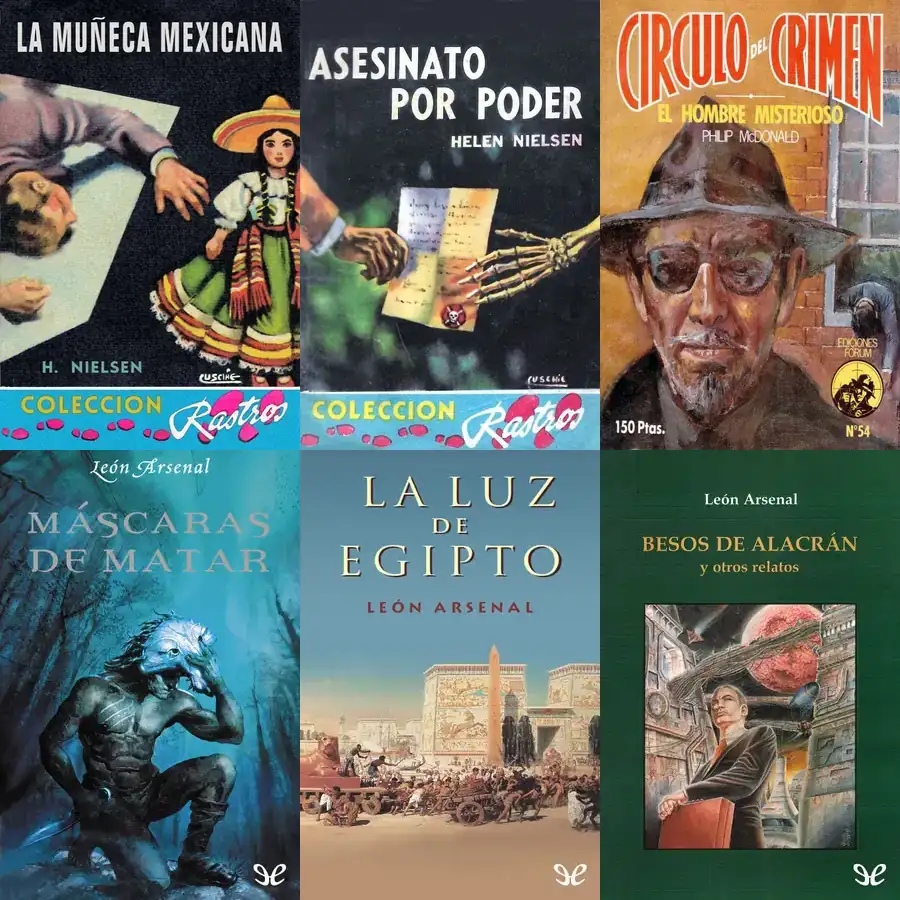 LA MUÑECA MEXICANA
H. NIELSEN
CUSCHIE
COLECCION
Rastros
ASESINATO
POR PODER
HELEN NIELSEN
CUSCHIE
COLECCION
Rastros
CIRCULO DEL CRIMEN
EL HOMBRE MISTERIOSO
PHILIP McDONALD
EDICIONES
FORUM
150 Ptas.
Nº54
León Arsenal
MÁSCARAS
DE MATAR
LA LUZ
DE
EGIPTO
LEÓN ARSENAL
León Arsenal
BESOS DE ALACRÁN
y otros relatos